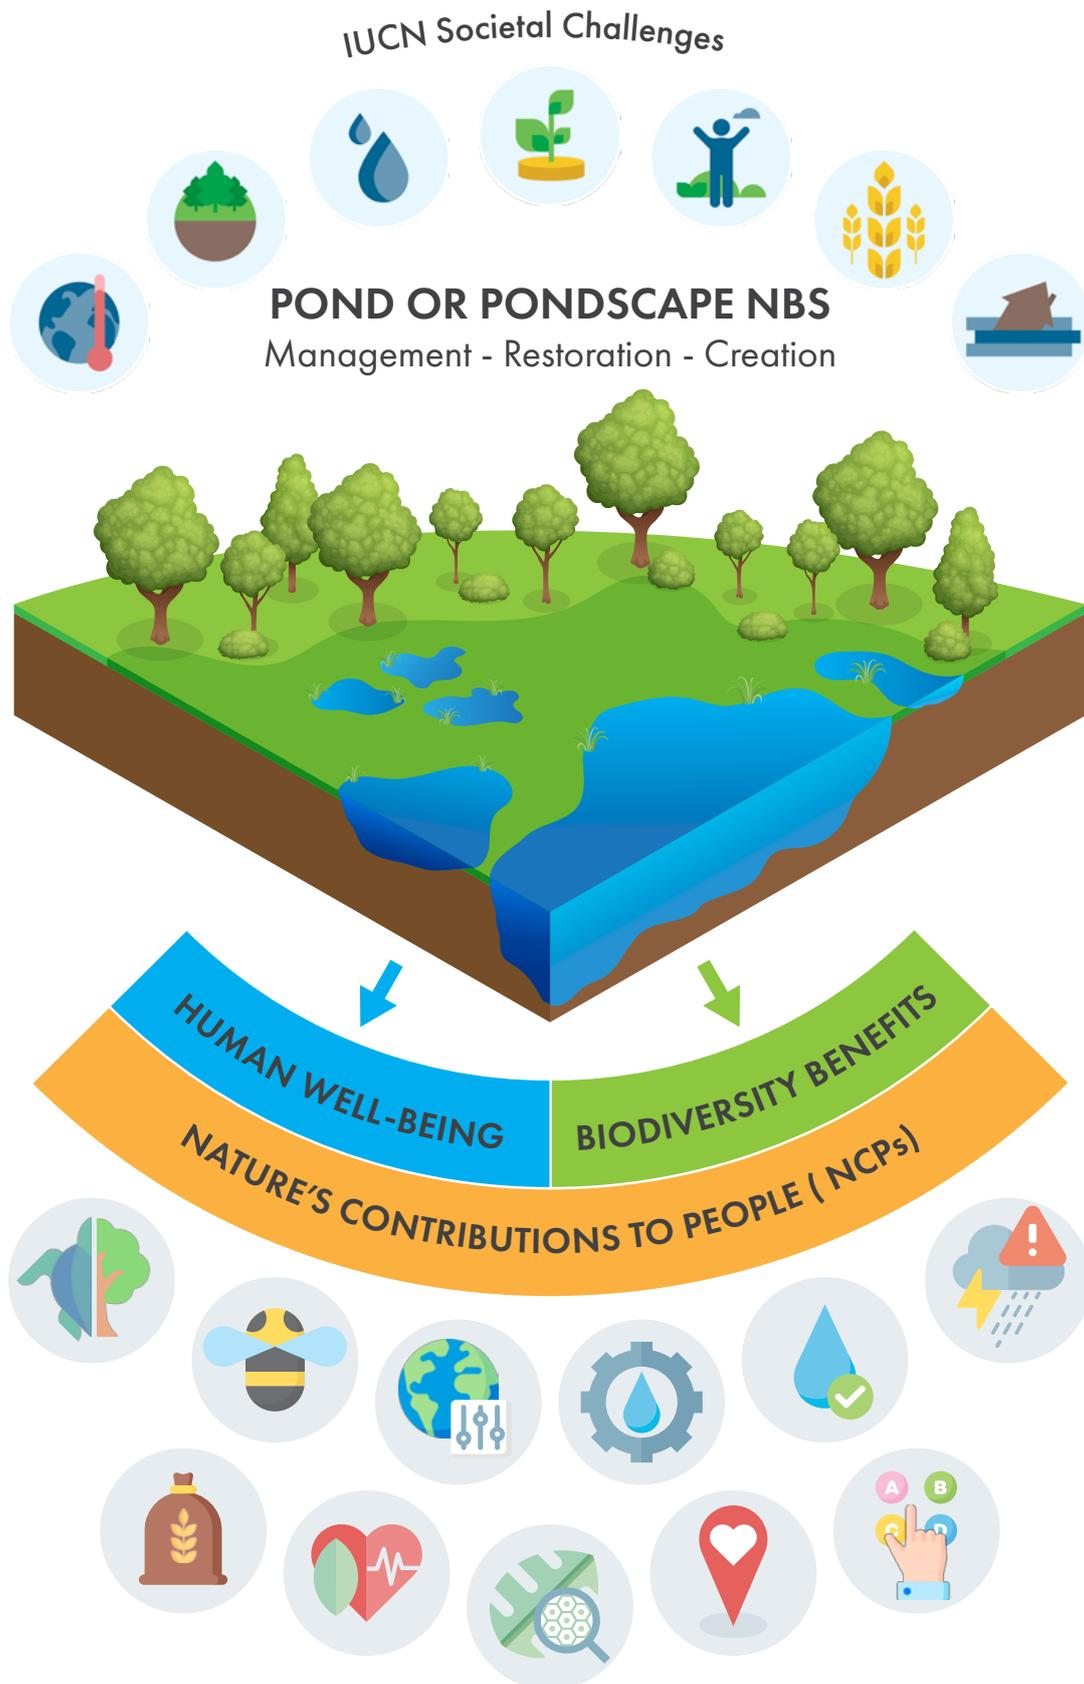 IUCN Societal Challenges
POND OR PONDSCAPE NBS
Management - Restoration - Creation
HUMAN WELL-BEING
BIODIVERSITY BENEFITS
NATURE'S CONTRIBUTIONS TO PEOPLE ( NCPs)
A B
C D